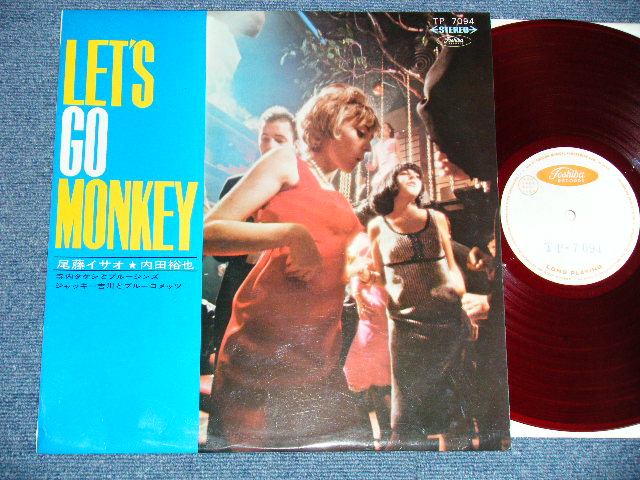 TP 7094
STEREO
Toshiba
LET'S
GO
MONKEY
尾藤イサオ★内田裕也
寺内タケシとブルージンズ
ジャッキー吉川とブルーコメッツ
Toshiba
RECORDS
TP-7094
LONG PLAYING